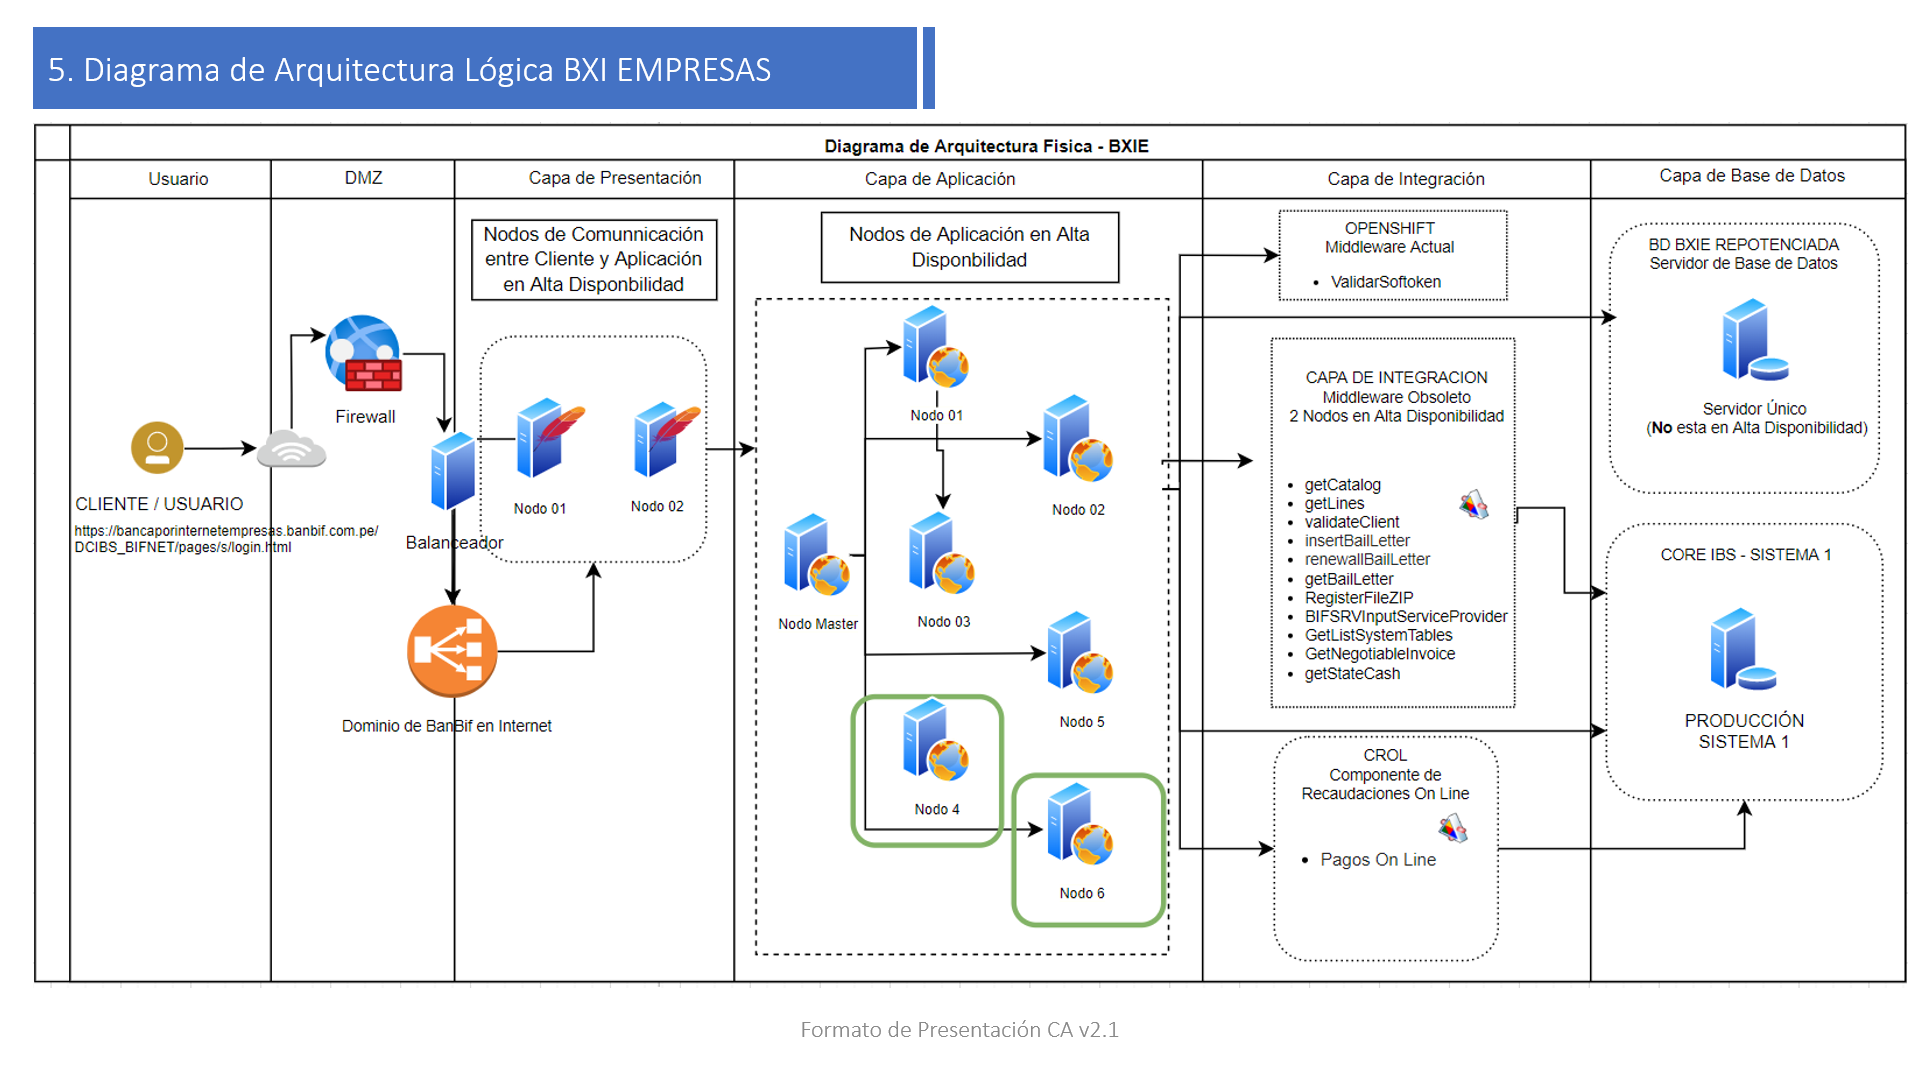 5. Diagrama de Arquitectura Lógica BXI EMPRESAS
Diagrama de Arquitectura Fisica - BXIE
Usuario
DMZ
Capa de Presentación
Capa de Aplicación
Capa de Integración
Capa de Base de Datos
CLIENTE / USUARIO
https://bancaporinternetempresas.banbif.com.pe/
DCIBS_BIFNET/pages/s/login.html
Firewall
Balanceador
Dominio de BanBif en Internet
Nodos de Comunnicación
entre Cliente y Aplicación
en Alta Disponbilidad
Nodo 01
Nodo 02
Nodos de Aplicación en Alta
Disponbilidad
Nodo 01
Nodo 02
Nodo Master
Nodo 03
Nodo 5
Nodo 4
Nodo 6
OPENSHIFT
Middleware Actual
• ValidarSoftoken
CAPA DE INTEGRACION
Middleware Obsoleto
2 Nodos en Alta Disponibilidad
• getCatalog
• getLines
• validateClient
• insertBailLetter
• renewallBailLetter
• getBailLetter
• RegisterFileZIP
• BIFSRVInputServiceProvider
• GetListSystemTables
• GetNegotiableInvoice
• getStateCash
CROL
Componente de
Recaudaciones On Line
• Pagos On Line
BD BXIE REPOTENCIADA
Servidor de Base de Datos
Servidor Único
(No esta en Alta Disponibilidad)
CORE IBS - SISTEMA 1
PRODUCCIÓN
SISTEMA 1
Formato de Presentación CA v2.1